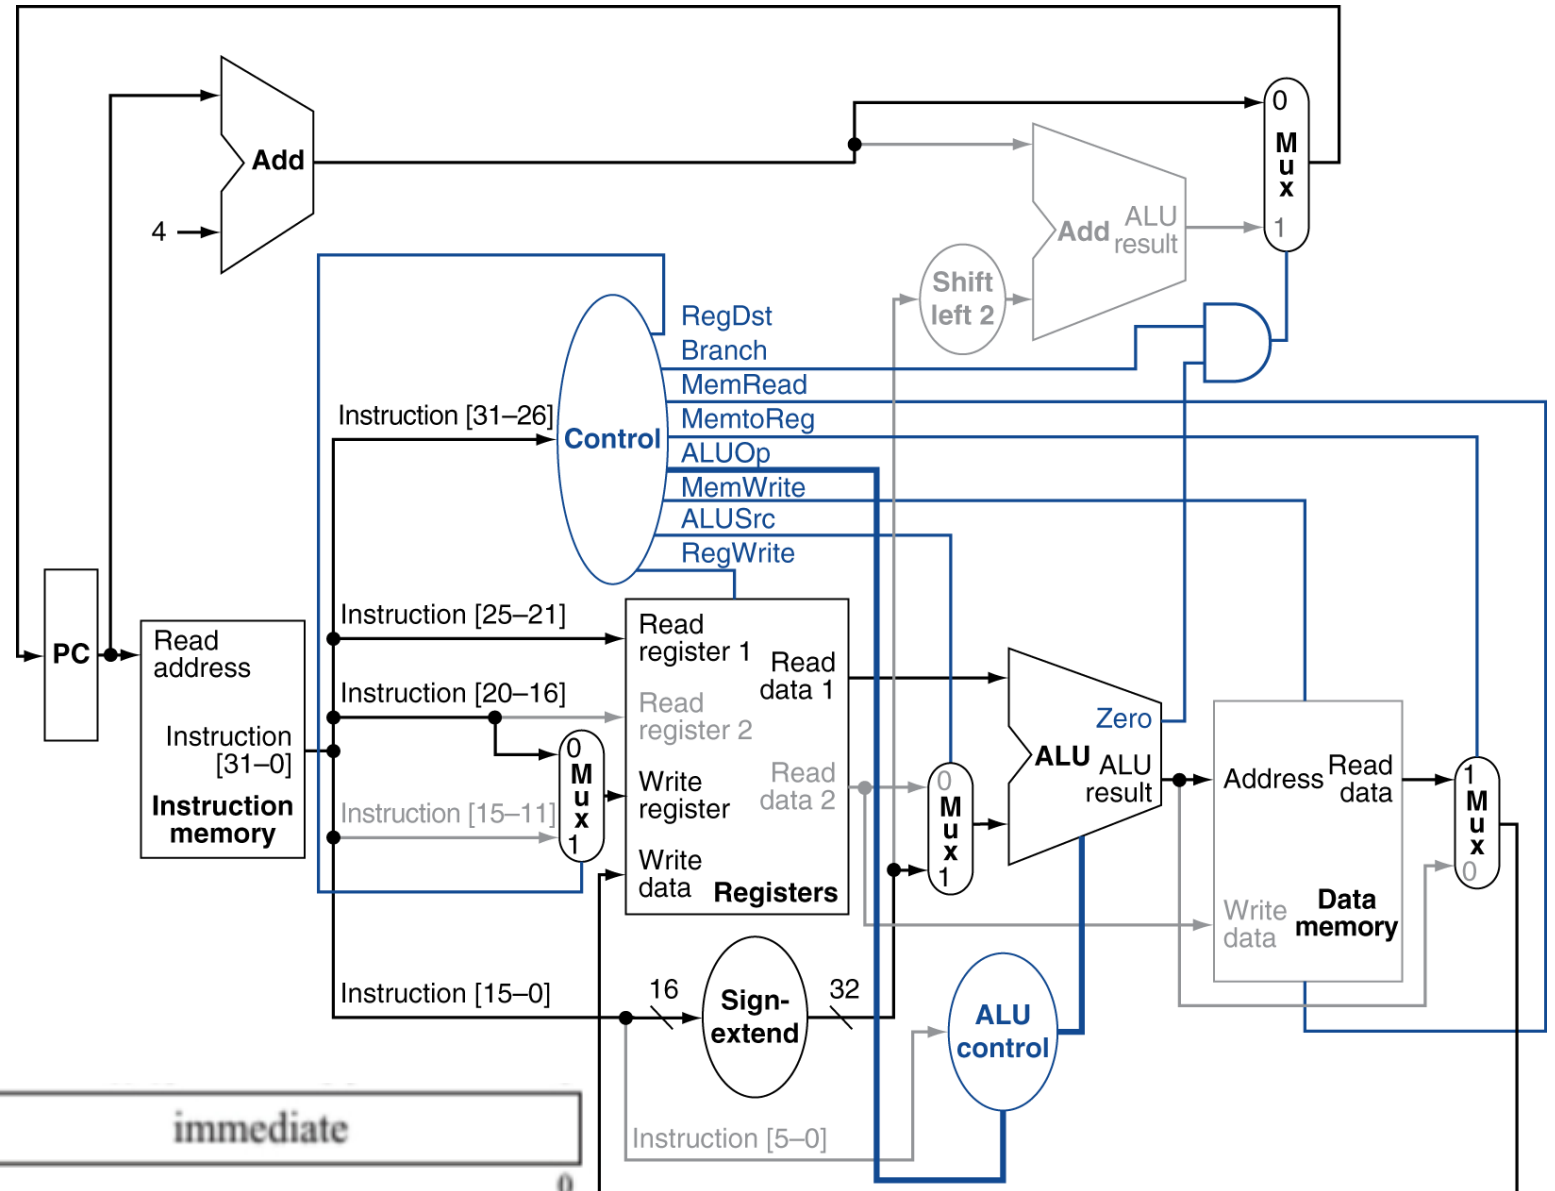 0
M
u
x
1
Add
4
Add
ALU
result
Shift
left 2
RegDst
Branch
MemRead
MemtoReg
ALUOp
MemWrite
ALUSrc
RegWrite
Instruction [31–26]
Control
PC
Read
address
Instruction
[31–0]
Instruction
memory
Instruction [25–21]
Instruction [20–16]
Instruction [15–11]
0
M
u
x
1
Read
register 1
Read
register 2
Write
register
Write
data
Read
data 1
Read
data 2
Registers
0
M
u
x
1
Zero
ALU
ALU
result
Address
Read
data
Write
data
Data
memory
1
M
u
x
0
Instruction [15–0]
16
Sign-
extend
32
ALU
control
Instruction [5–0]
immediate
0